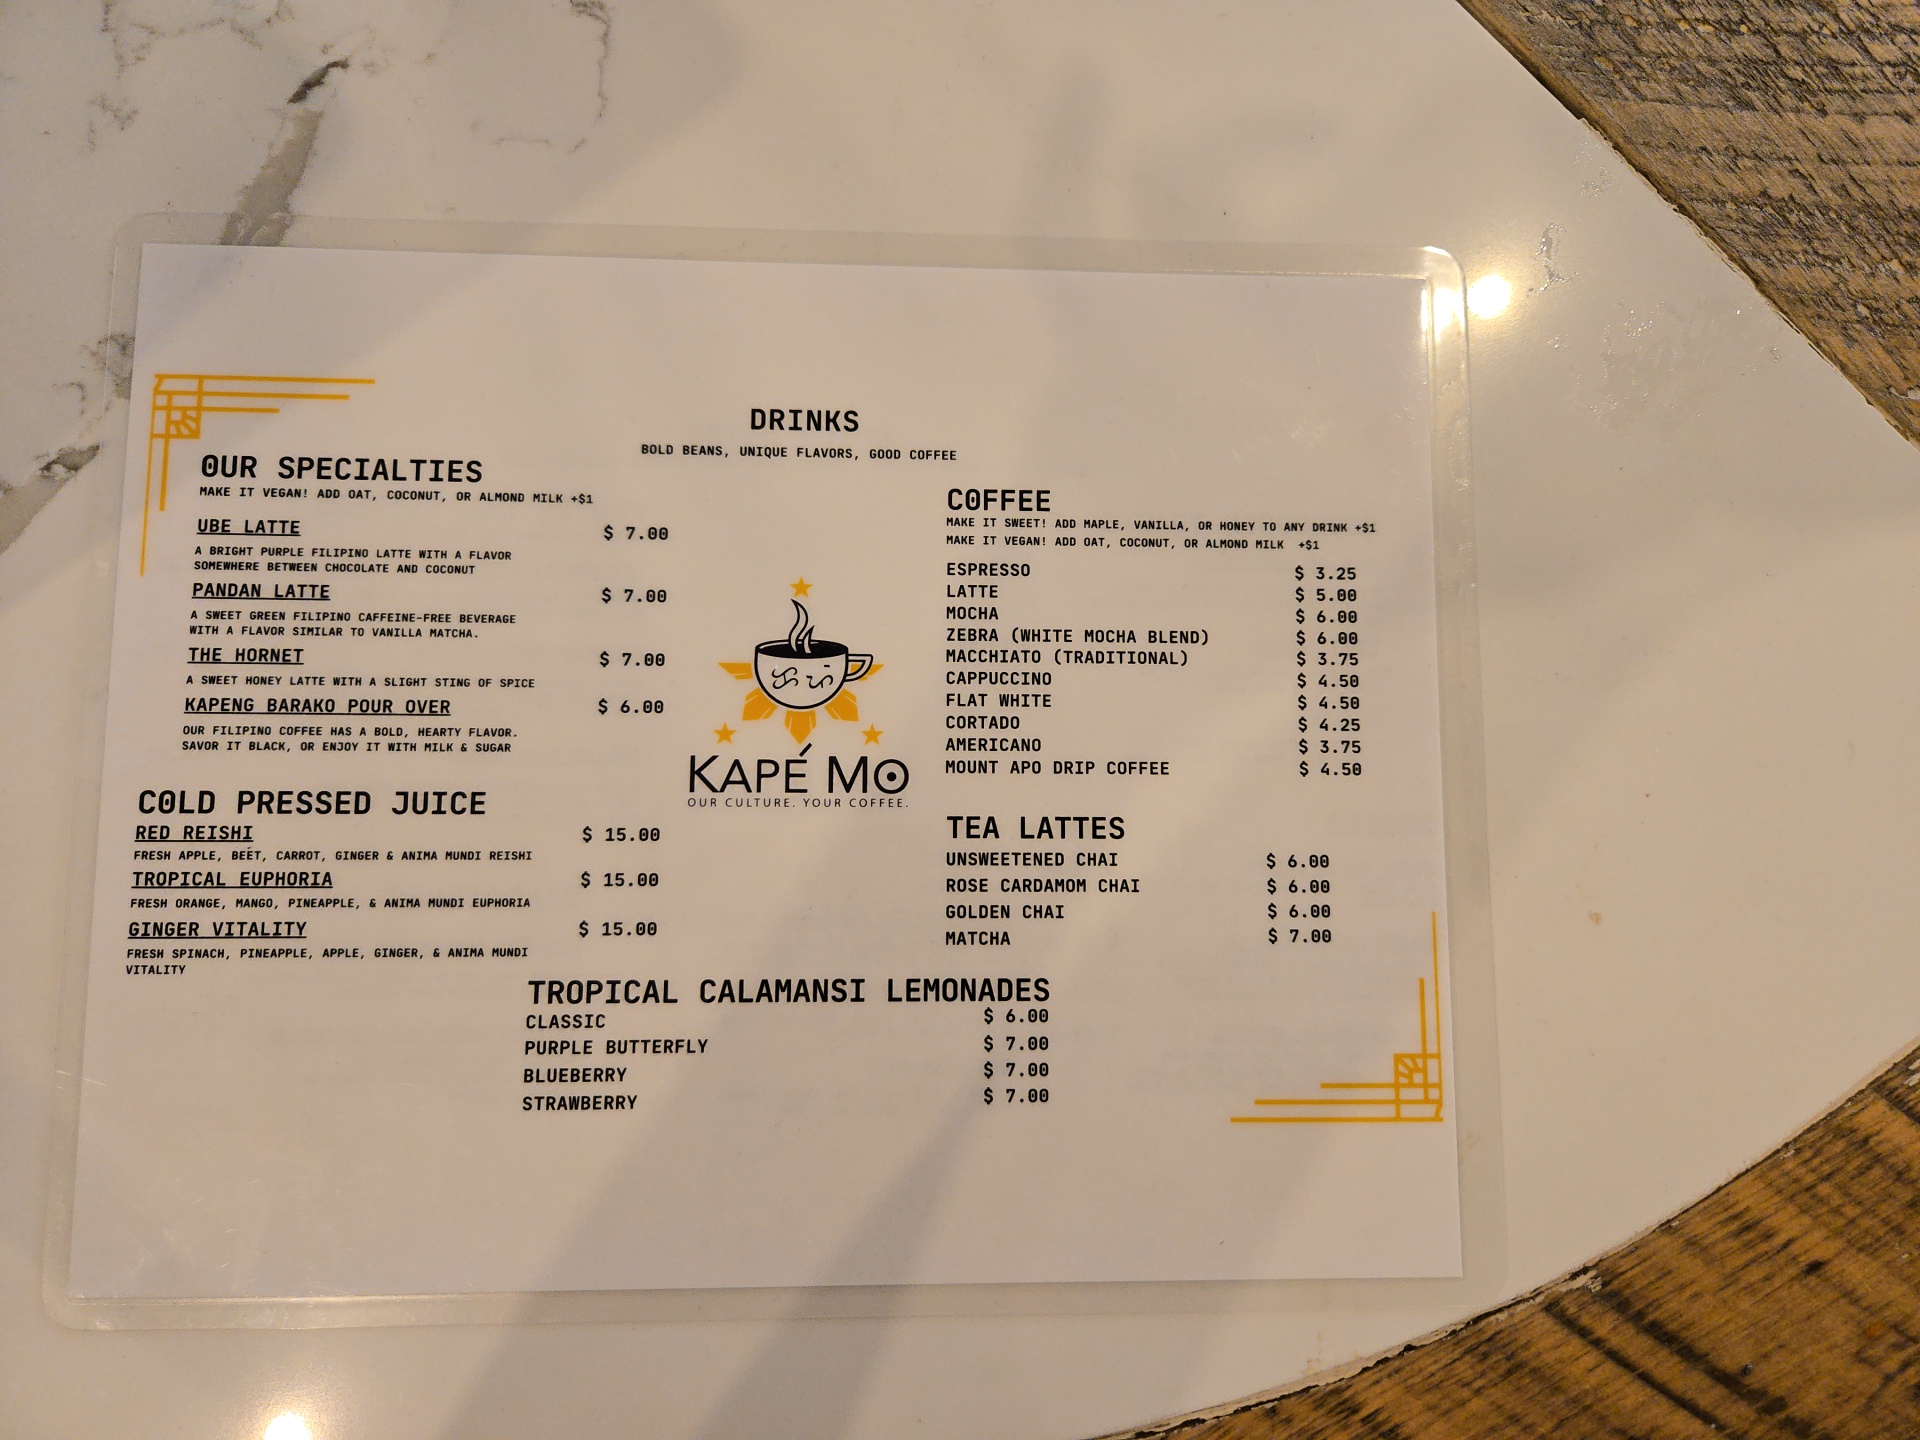 DRINKS
BOLD BEANS, UNIQUE FLAVORS, GOOD COFFEE
OUR SPECIALTIES
MAKE IT VEGAN! ADD OAT, COCONUT, OR ALMOND MILK +$1
UBE LATTE $ 7.00
A BRIGHT PURPLE FILIPINO LATTE WITH A FLAVOR
SOMEWHERE BETWEEN CHOCOLATE AND COCONUT
PANDAN LATTE $ 7.00
A SWEET GREEN FILIPINO CAFFEINE-FREE BEVERAGE
WITH A FLAVOR SIMILAR TO VANILLA MATCHA.
THE HORNET $ 7.00
A SWEET HONEY LATTE WITH A SLIGHT STING OF SPICE
KAPENG BARAKO POUR OVER $ 6.00
OUR FILIPINO COFFEE HAS A BOLD, HEARTY FLAVOR.
SAVOR IT BLACK, OR ENJOY IT WITH MILK & SUGAR
COLD PRESSED JUICE
RED REISHI $ 15.00
FRESH APPLE, BEET, CARROT, GINGER & ANIMA MUNDI REISHI
TROPICAL EUPHORIA $ 15.00
FRESH ORANGE, MANGO, PINEAPPLE, & ANIMA MUNDI EUPHORIA
GINGER VITALITY $ 15.00
FRESH SPINACH, PINEAPPLE, APPLE, GINGER, & ANIMA MUNDI
VITALITY
KAPÉ MO
OUR CULTURE. YOUR COFFEE.
COFFEE
MAKE IT SWEET! ADD MAPLE, VANILLA, OR HONEY TO ANY DRINK +$1
MAKE IT VEGAN! ADD OAT, COCONUT, OR ALMOND MILK +$1
ESPRESSO $ 3.25
LATTE $ 5.00
MOCHA $ 6.00
ZEBRA (WHITE MOCHA BLEND) $ 6.00
MACCHIATO (TRADITIONAL) $ 3.75
CAPPUCCINO $ 4.50
FLAT WHITE $ 4.50
CORTADO $ 4.25
AMERICANO $ 3.75
MOUNT APO DRIP COFFEE $ 4.50
TEA LATTES
UNSWEETENED CHAI $ 6.00
ROSE CARDAMOM CHAI $ 6.00
GOLDEN CHAI $ 6.00
MATCHA $ 7.00
TROPICAL CALAMANSI LEMONADES
CLASSIC $ 6.00
PURPLE BUTTERFLY $ 7.00
BLUEBERRY $ 7.00
STRAWBERRY $ 7.00